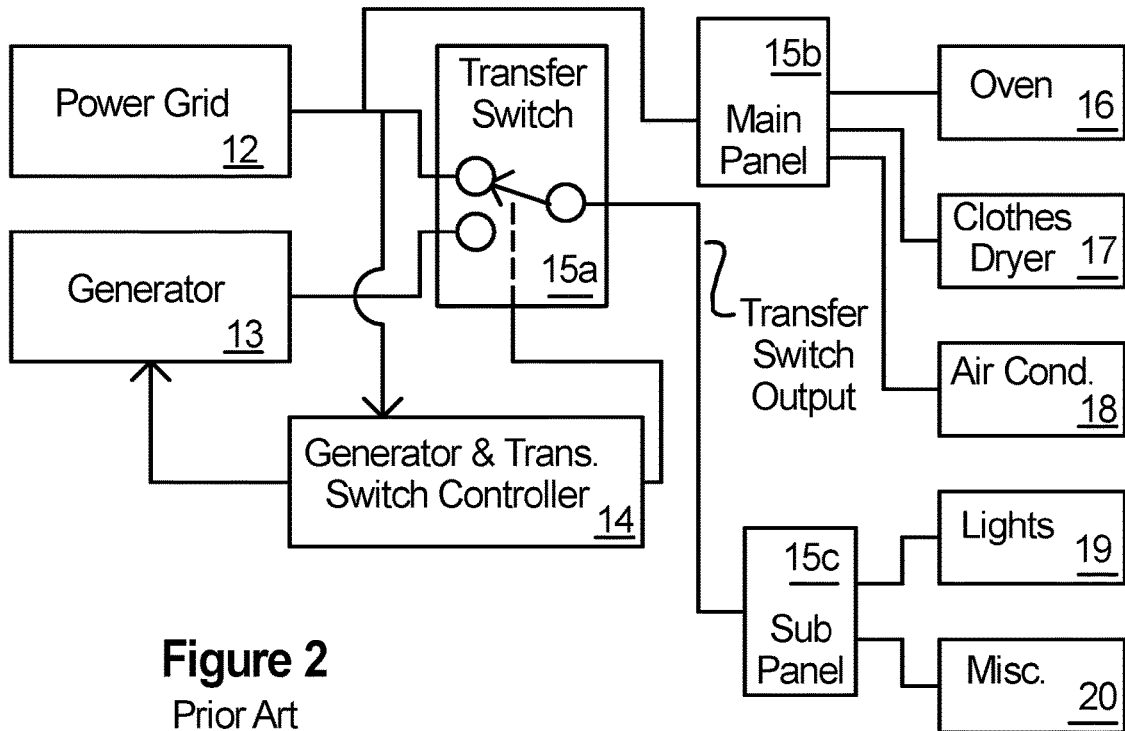 Power Grid
12
Generator
13
Generator & Trans.
Switch Controller
14
Transfer
Switch
15a
15b
Main
Panel
Transfer
Switch
Output
15c
Sub
Panel
Oven
16
Clothes
Dryer
17
Air Cond.
18
Lights
19
Misc.
20
Figure 2
Prior Art